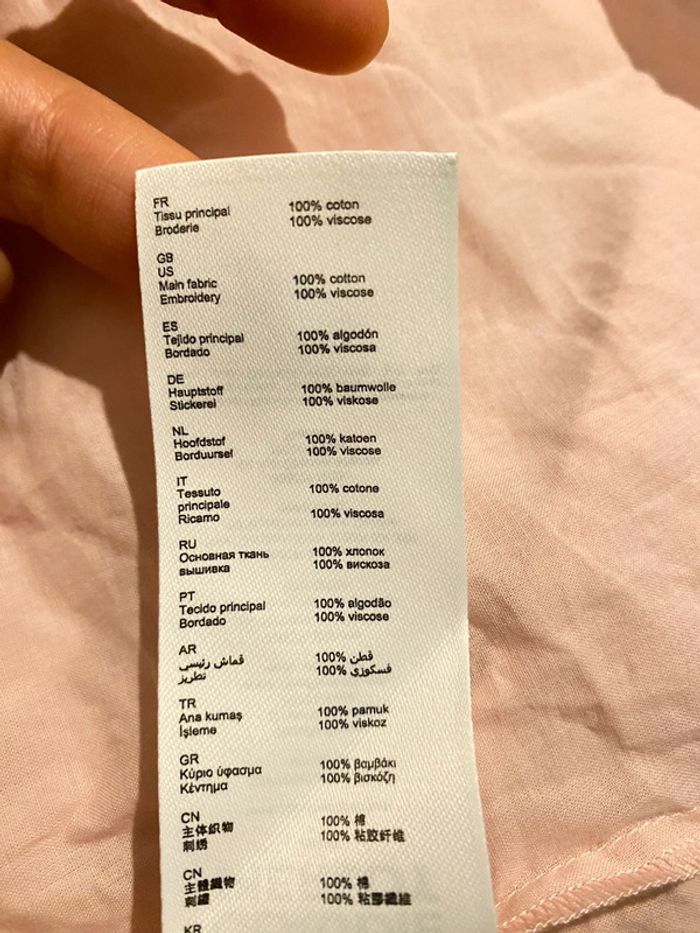 FR
Tissu principal 100% coton
Broderie 100% viscose
GB
US
Main fabric 100% cotton
Embroidery 100% viscose
ES
Tejido principal 100% algodón
Bordado 100% viscosa
DE
Hauptstoff 100% baumwolle
Stickerei 100% viskose
NL
Hoofdstof 100% katoen
Borduursel 100% viscose
IT
Tessuto 100% cotone
principale
Ricamo 100% viscosa
RU
Основная ткань 100% хлопок
вышивка 100% вискоза
PT
Tecido principal 100% algodão
Bordado 100% viscose
AR
قماش رئيسي 100% قطن
تطريز 100% فسكوزي
TR
Ana kumaş 100% pamuk
İşleme 100% viskoz
GR
Κύριο ύφασμα 100% βαμβάκι
Κέντημα 100% βισκόζη
CN
主体织物 100% 棉
刺绣 100% 粘胶纤维
CN
主體織物 100% 棉
刺繡 100% 粘膠纖維
KR